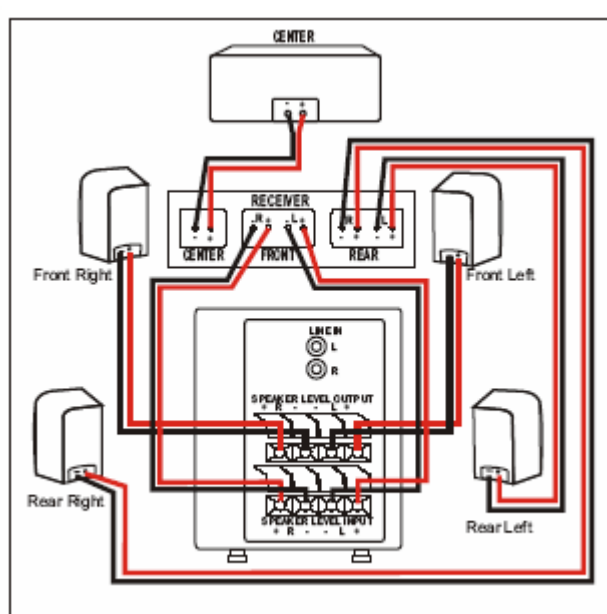 CENTER
- +
RECEIVER
- R + - L +
R L
- + - + - +
CENTER FRONT REAR
Front Right
Front Left
LINE IN
L
R
SPEAKER LEVEL OUTPUT
+ R - - L +
Rear Right
Rear Left
SPEAKER LEVEL INPUT
+ R - - L +